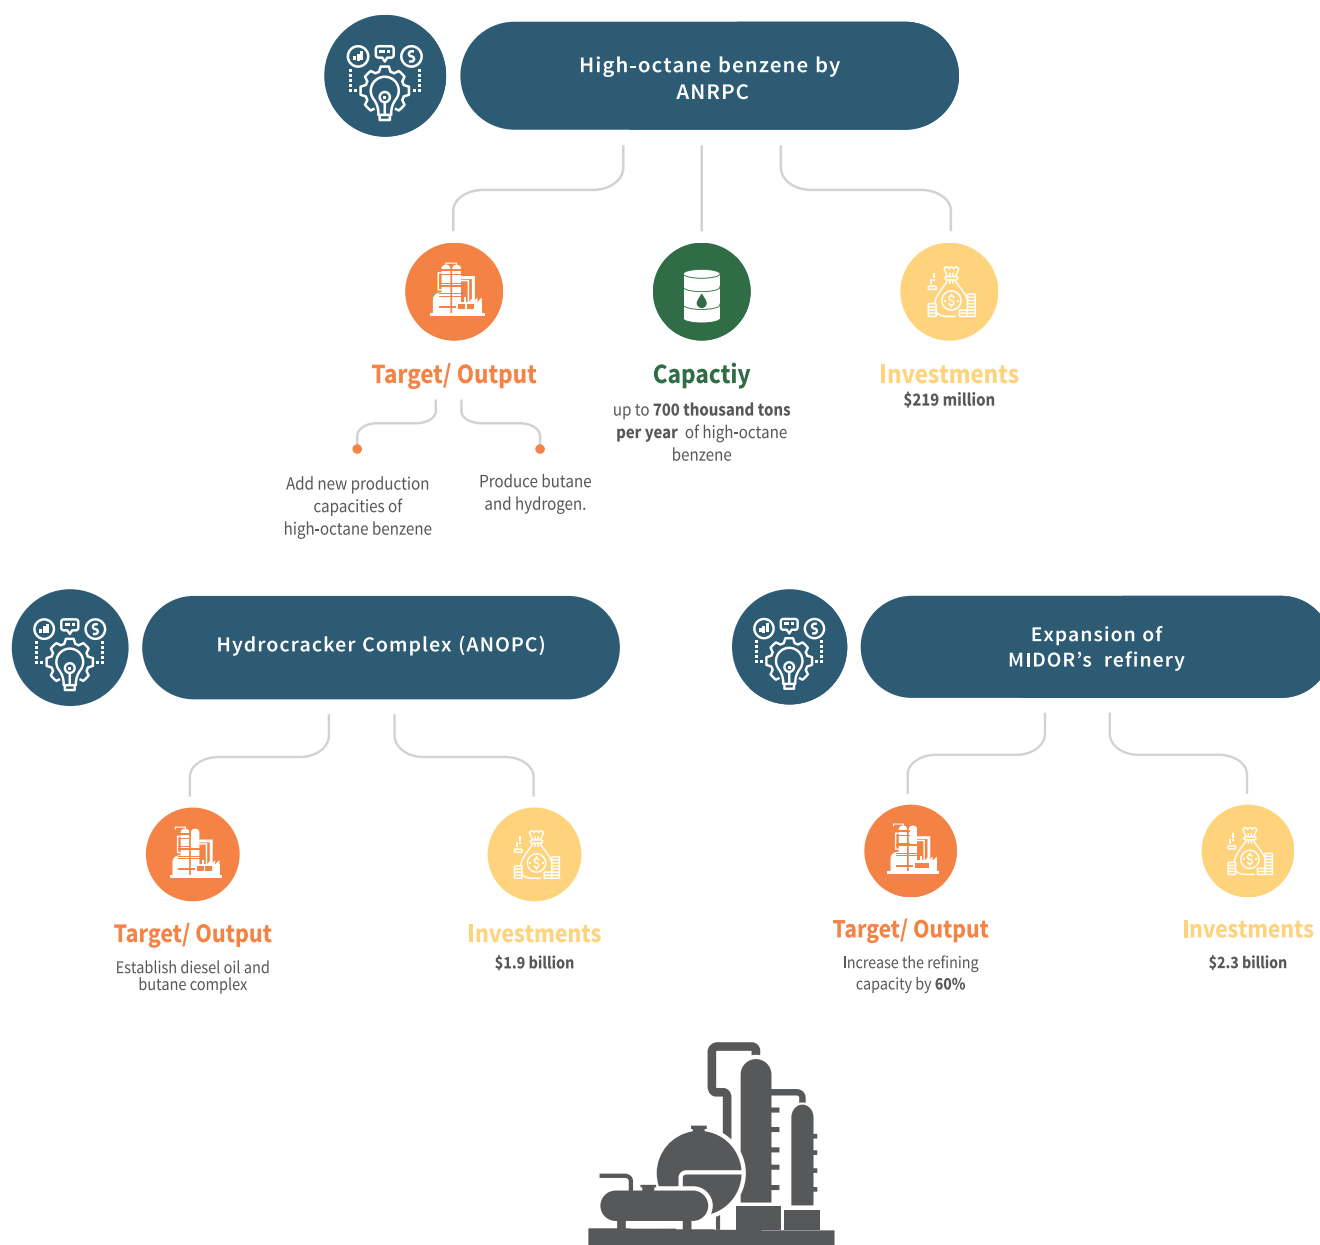 High-octane benzene by
ANRPC
Target/ Output
Capactiy
Investments
$219 million
up to 700 thousand tons
per year of high-octane
benzene
Add new production
capacities of
high-octane benzene
Produce butane
and hydrogen.
Hydrocracker Complex (ANOPC)
Target/ Output
Establish diesel oil and
butane complex
Investments
$1.9 billion
Expansion of
MIDOR’s refinery
Target/ Output
Increase the refining
capacity by 60%
Investments
$2.3 billion